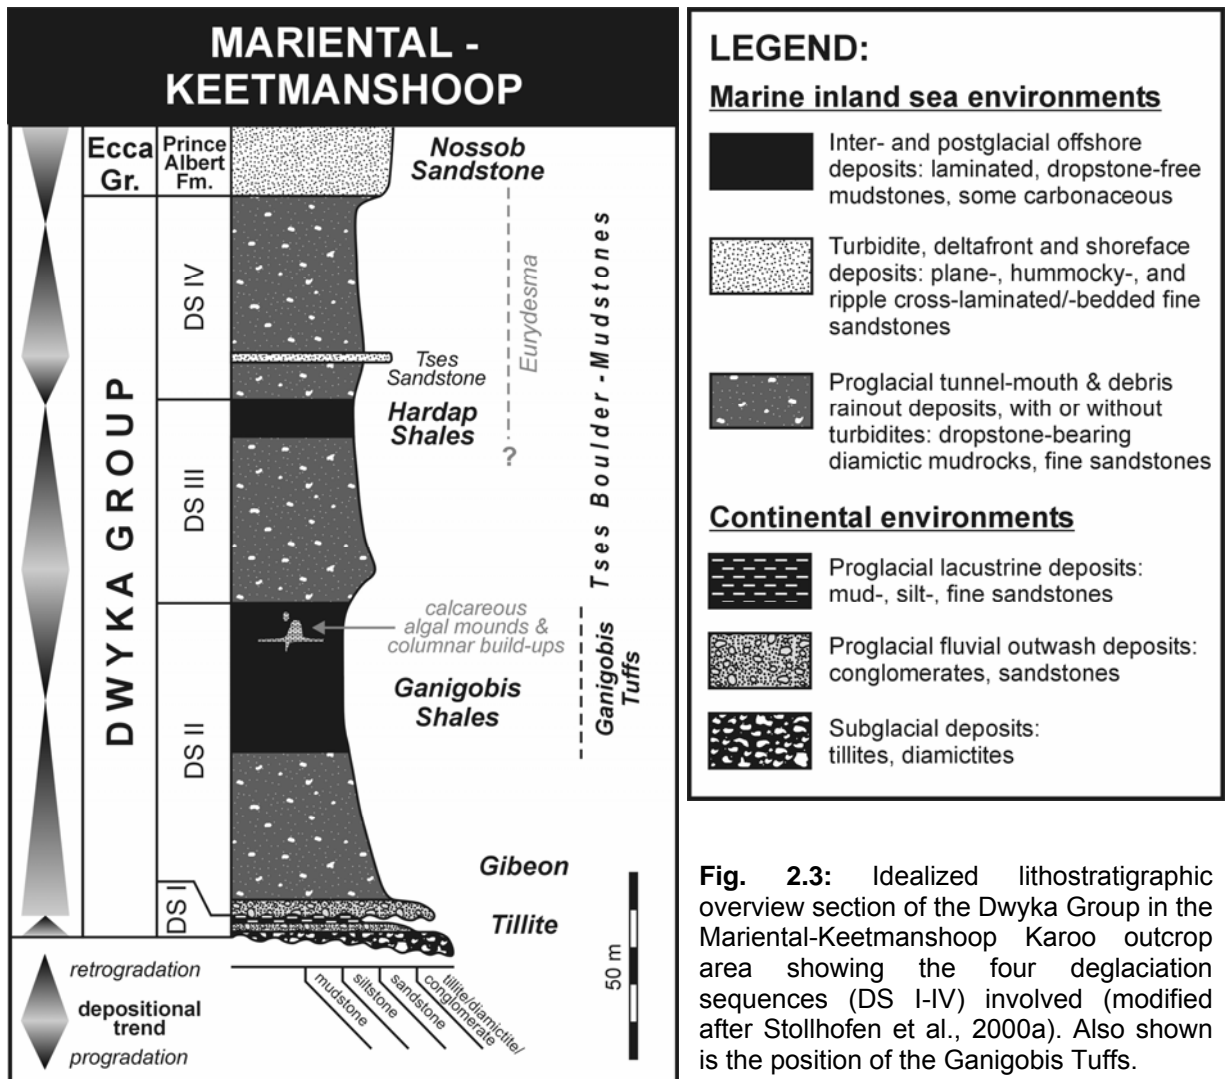 MARIENTAL -
KEETMANSHOOP
Ecca
Gr.
Prince
Albert
Fm.
Nossob
Sandstone
DWYKA GROUP
DS IV
DS III
DS II
DS I
Eurydesma
?
Tses
Sandstone
Hardap
Shales
Tses Boulder-Mudstones
calcareous
algal mounds &
columnar build-ups
Ganigobis
Shales
Ganigobis
Tuffs
Gibeon
Tillite
50 m
retrogradation
depositional
trend
progradation
mudstone
siltstone
sandstone
conglomerate
tillite/diamictite/
LEGEND:
Marine inland sea environments
Inter- and postglacial offshore
deposits: laminated, dropstone-free
mudstones, some carbonaceous
Turbidite, deltafront and shoreface
deposits: plane-, hummocky-, and
ripple cross-laminated/-bedded fine
sandstones
Proglacial tunnel-mouth & debris
rainout deposits, with or without
turbidites: dropstone-bearing
diamictic mudrocks, fine sandstones
Continental environments
Proglacial lacustrine deposits:
mud-, silt-, fine sandstones
Proglacial fluvial outwash deposits:
conglomerates, sandstones
Subglacial deposits:
tillites, diamictites
Fig. 2.3: Idealized lithostratigraphic
overview section of the Dwyka Group in the
Mariental-Keetmanshoop Karoo outcrop
area showing the four deglaciation
sequences (DS I-IV) involved (modified
after Stollhofen et al., 2000a). Also shown
is the position of the Ganigobis Tuffs.